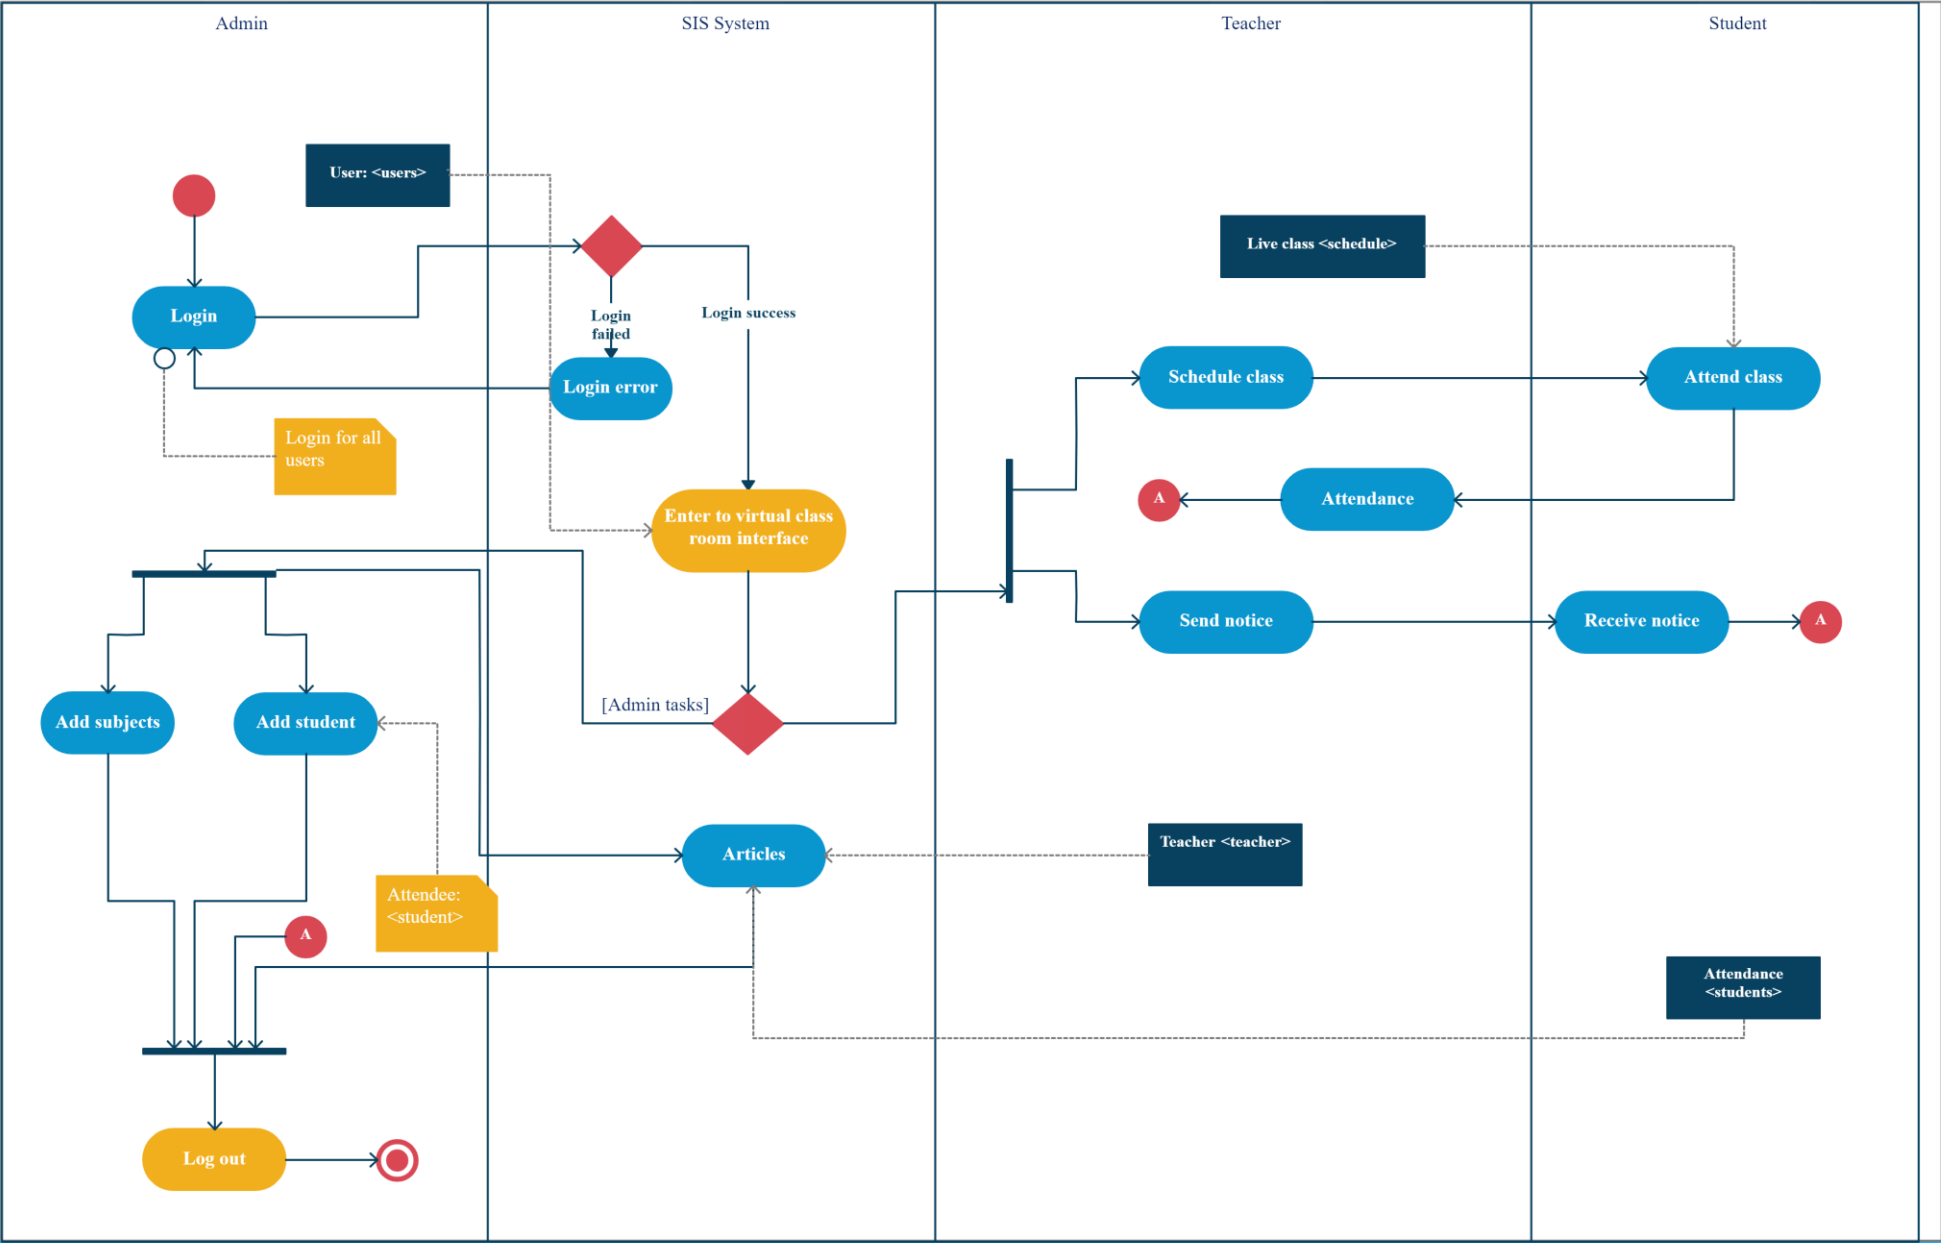 Admin
SIS System
Teacher
Student
User: <users>
Live class <schedule>
Login
Login
failed
Login success
Login error
Schedule class
Attend class
Login for all
users
Enter to virtual class
room interface
A
Attendance
Send notice
Receive notice
A
[Admin tasks]
Add subjects
Add student
Articles
Teacher <teacher>
Attendee:
<student>
A
Attendance
<students>
Log out